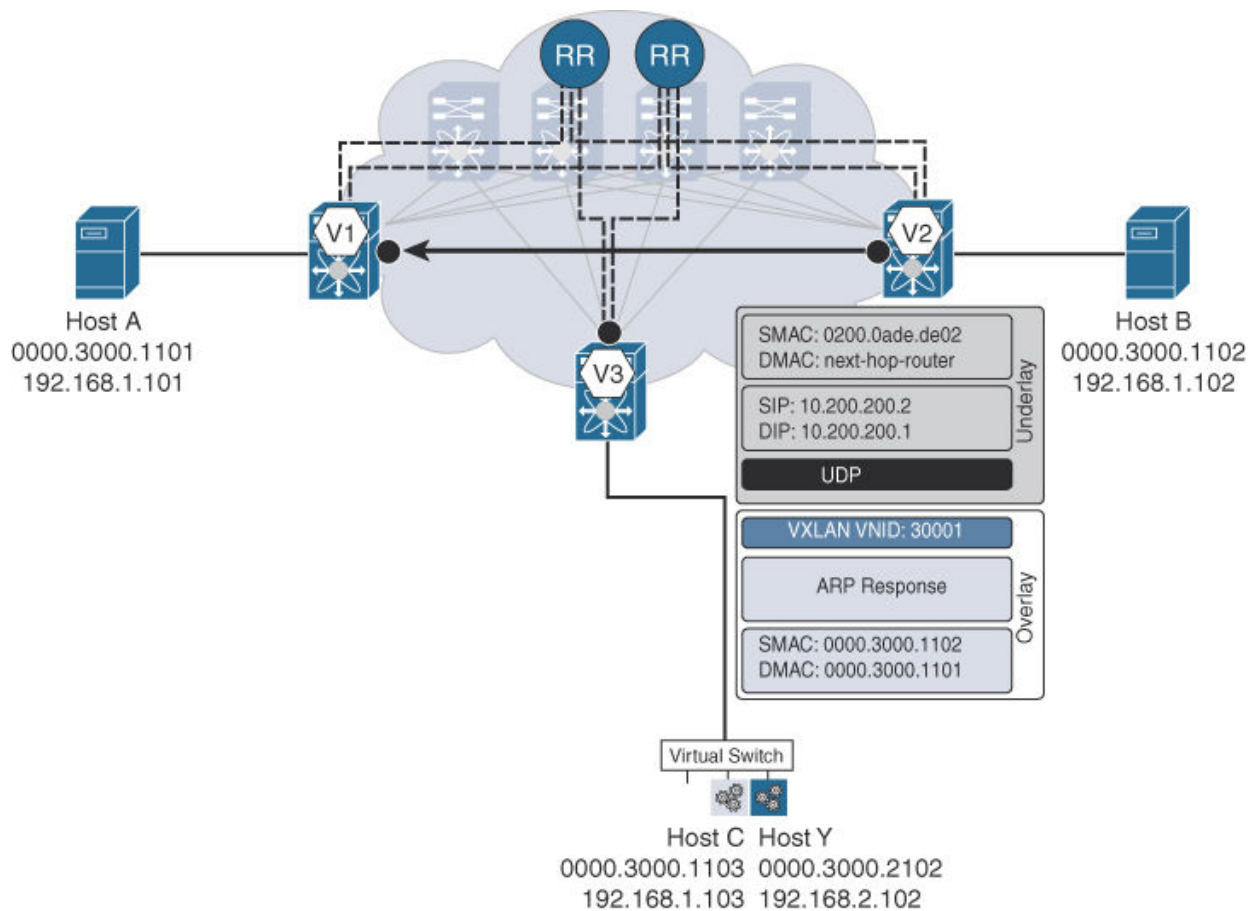 RR
RR
V1
V2
V3
Host A
0000.3000.1101
192.168.1.101
Host B
0000.3000.1102
192.168.1.102
SMAC: 0200.0ade.de02
DMAC: next-hop-router
SIP: 10.200.200.2
DIP: 10.200.200.1
UDP
Underlay
VXLAN VNID: 30001
ARP Response
SMAC: 0000.3000.1102
DMAC: 0000.3000.1101
Overlay
Virtual Switch
Host C
0000.3000.1103
192.168.1.103
Host Y
0000.3000.2102
192.168.2.102